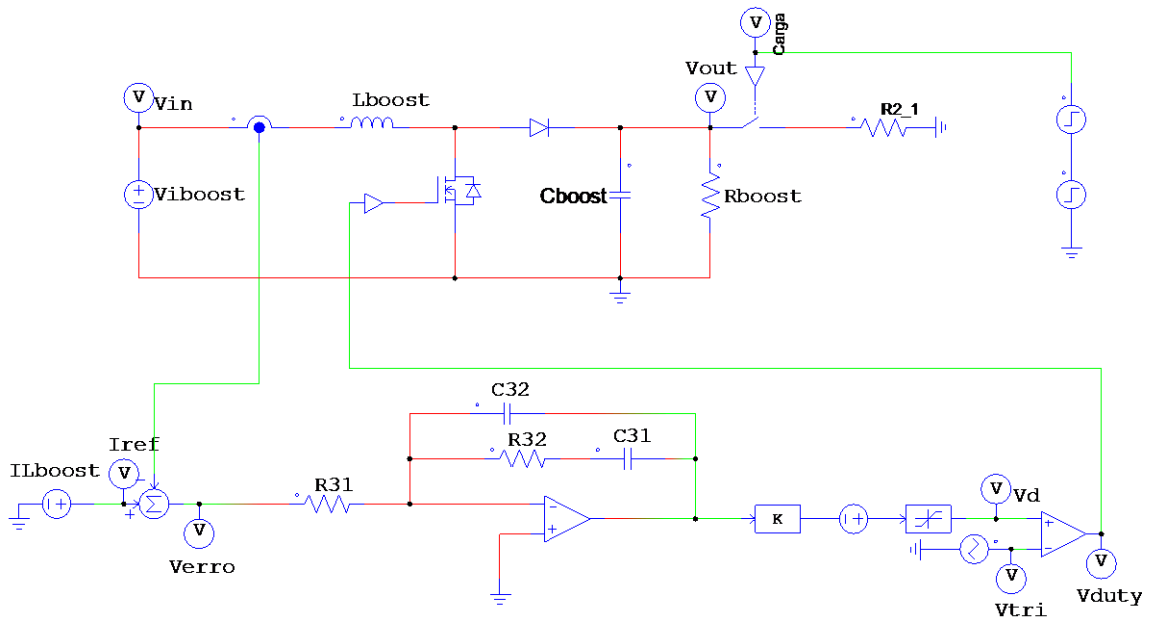 V
Carga
Vout
V
Vin
Lboost
V
R2_1
Viboost
Cboost
Rboost
C32
Iref
R32
C31
ILboost
V
R31
V
Vd
K
V
Verro
V
Vtri
V
Vduty